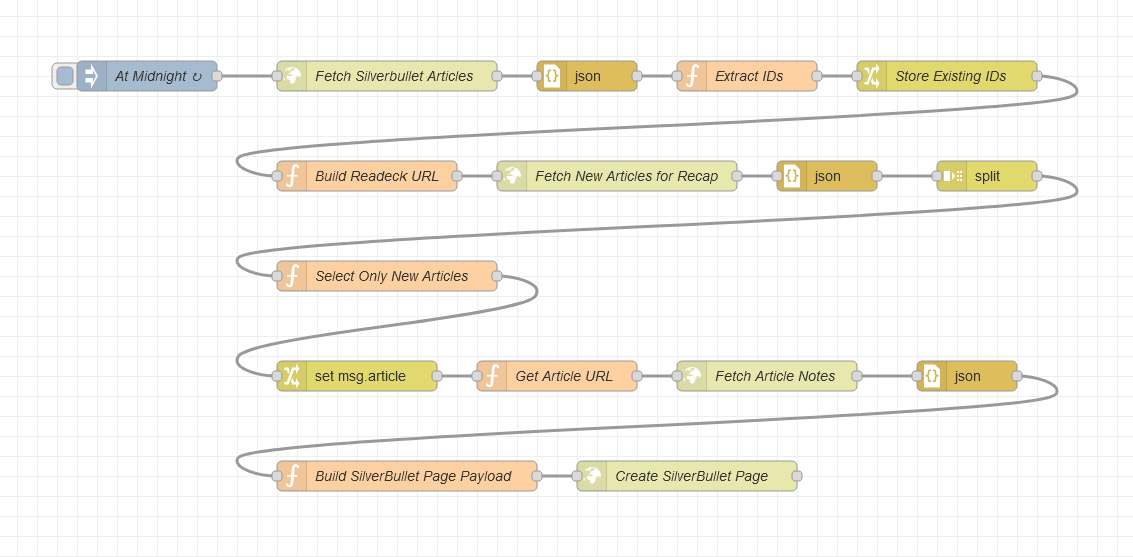 At Midnight ↻
Fetch Silverbullet Articles
json
Extract IDs
Store Existing IDs
Build Readeck URL
Fetch New Articles for Recap
json
split
Select Only New Articles
set msg.article
Get Article URL
Fetch Article Notes
json
Build SilverBullet Page Payload
Create SilverBullet Page